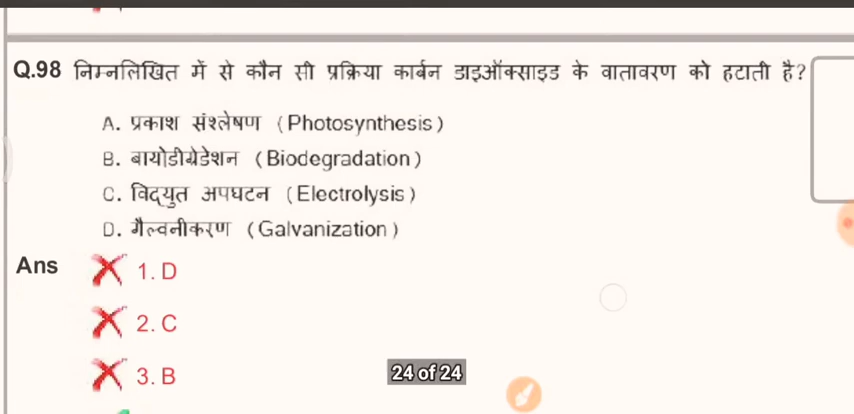 Q.98 निम्नलिखित में से कौन सी प्रक्रिया कार्बन डाइऑक्साइड के वातावरण को हटाती है?
A. प्रकाश संश्लेषण (Photosynthesis)
B. बायोडीग्रेडेशन (Biodegradation)
C. विद्युत अपघटन (Electrolysis)
D. गैल्वनीकरण (Galvanization)
Ans 1. D
2. C
3. B
24 of 24